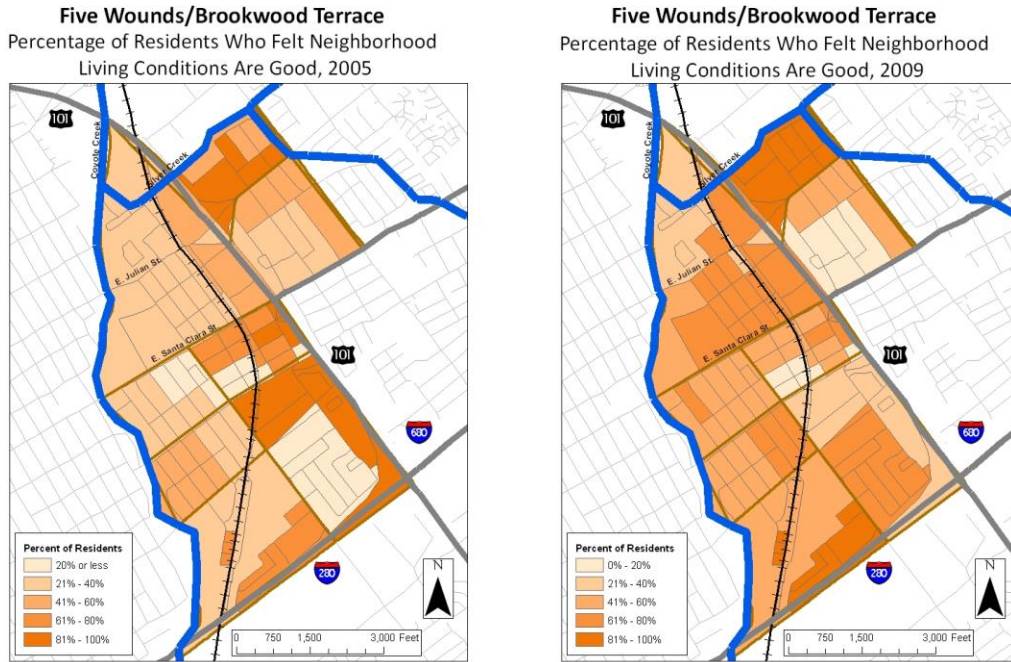 Five Wounds/Brookwood Terrace
Percentage of Residents Who Felt Neighborhood
Living Conditions Are Good, 2005
101
Coyote Creek
Silver Creek
E. Julian St.
E. Santa Clara St
101
680
280
Percent of Residents
20% or less
21% - 40%
41% - 60%
61% - 80%
81% - 100%
N
0 750 1,500 3,000 Feet
Five Wounds/Brookwood Terrace
Percentage of Residents Who Felt Neighborhood
Living Conditions Are Good, 2009
101
Coyote Creek
Silver Creek
E. Julian St.
E. Santa Clara St
101
680
280
Percent of Residents
0% - 20%
21% - 40%
41% - 60%
61% - 80%
81% - 100%
N
0 750 1,500 3,000 Feet